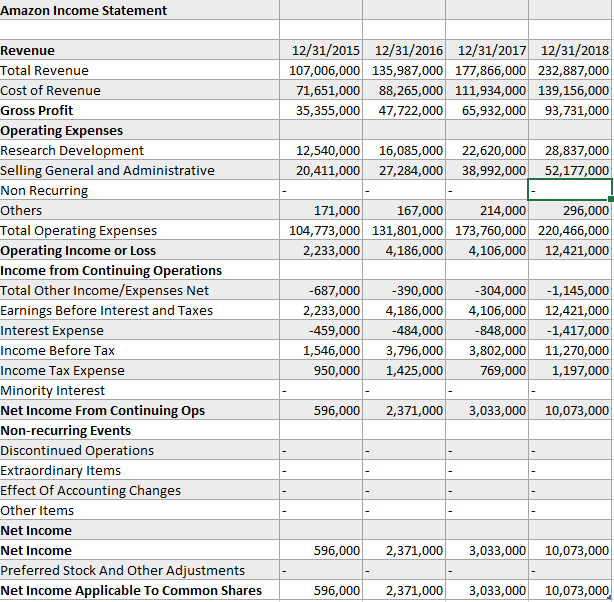 Amazon Income Statement
Revenue 12/31/2015 12/31/2016 12/31/2017 12/31/2018
Total Revenue 107,006,000 135,987,000 177,866,000 232,887,000
Cost of Revenue 71,651,000 88,265,000 111,934,000 139,156,000
Gross Profit 35,355,000 47,722,000 65,932,000 93,731,000
Operating Expenses
Research Development 12,540,000 16,085,000 22,620,000 28,837,000
Selling General and Administrative 20,411,000 27,284,000 38,992,000 52,177,000
Non Recurring - - - -
Others 171,000 167,000 214,000 296,000
Total Operating Expenses 104,773,000 131,801,000 173,760,000 220,466,000
Operating Income or Loss 2,233,000 4,186,000 4,106,000 12,421,000
Income from Continuing Operations
Total Other Income/Expenses Net -687,000 -390,000 -304,000 -1,145,000
Earnings Before Interest and Taxes 2,233,000 4,186,000 4,106,000 12,421,000
Interest Expense -459,000 -484,000 -848,000 -1,417,000
Income Before Tax 1,546,000 3,796,000 3,802,000 11,270,000
Income Tax Expense 950,000 1,425,000 769,000 1,197,000
Minority Interest - - - -
Net Income From Continuing Ops 596,000 2,371,000 3,033,000 10,073,000
Non-recurring Events
Discontinued Operations - - - -
Extraordinary Items - - - -
Effect Of Accounting Changes - - - -
Other Items - - - -
Net Income
Net Income 596,000 2,371,000 3,033,000 10,073,000
Preferred Stock And Other Adjustments - - - -
Net Income Applicable To Common Shares 596,000 2,371,000 3,033,000 10,073,000